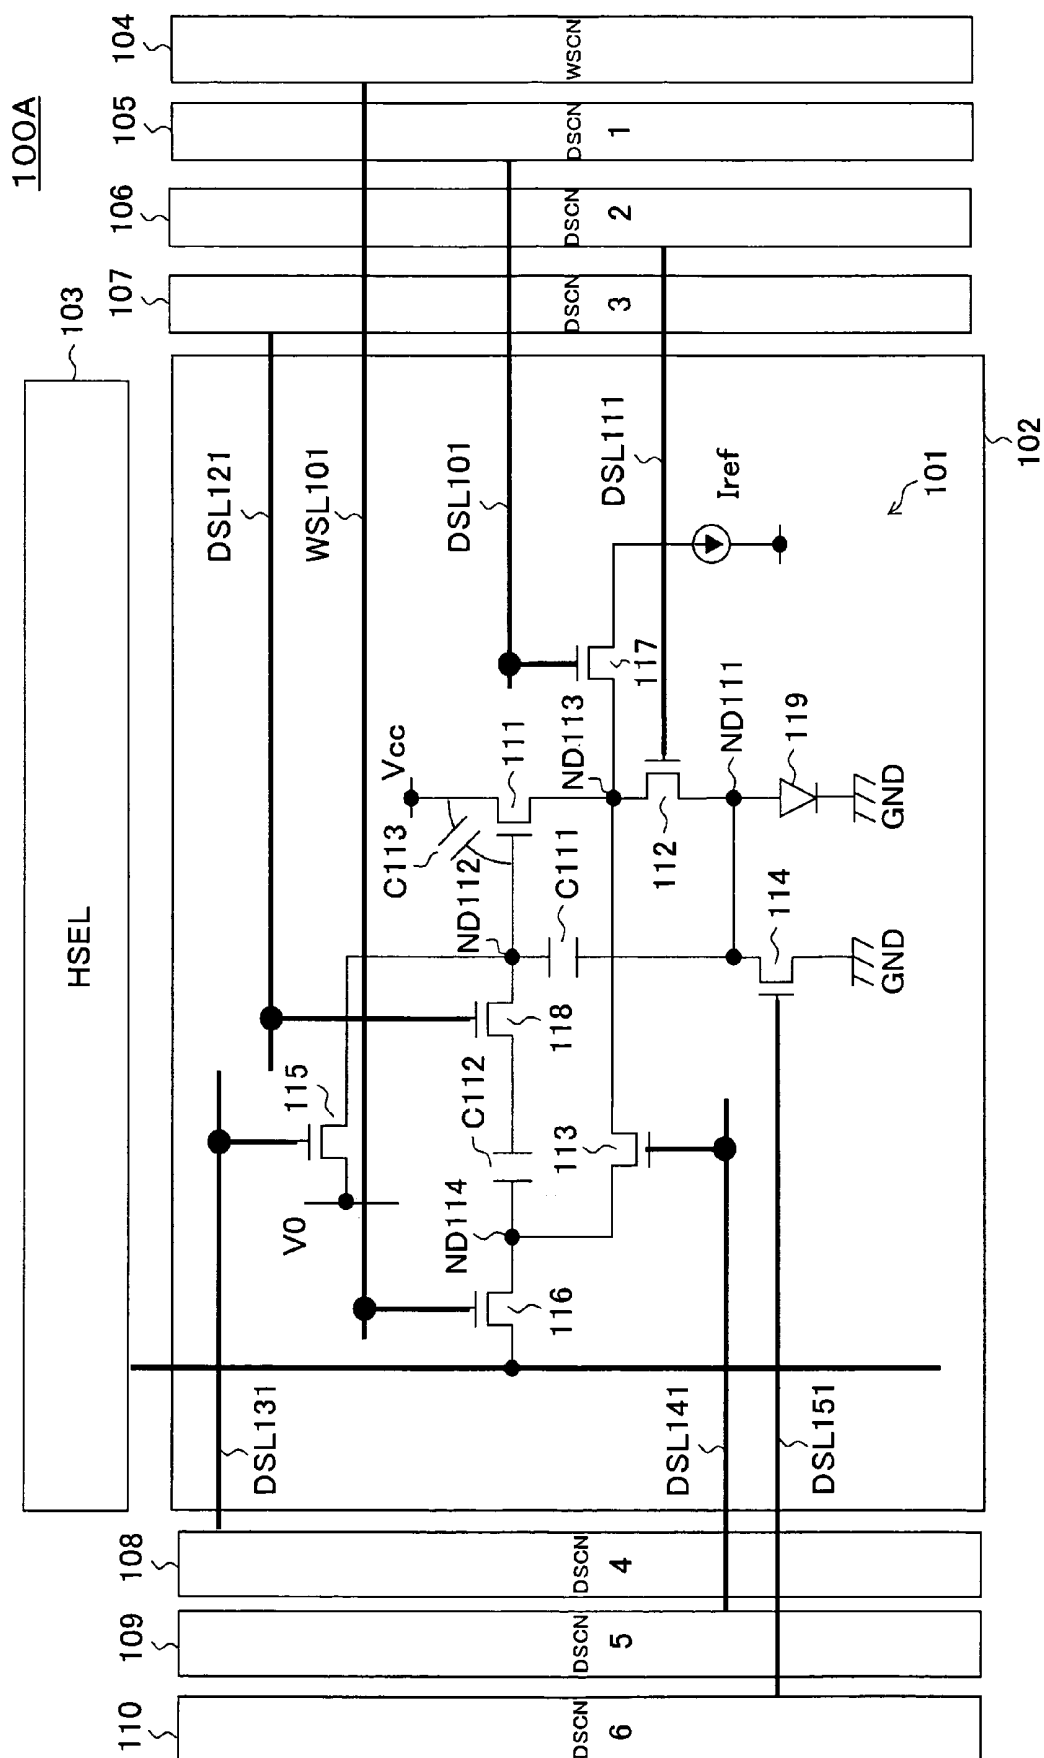 100A
104
WSCN
105
DSCN
1
106
DSCN
2
107
DSCN
3
103
HSEL
102
101
DSL121
WSL101
DSL101
DSL111
Iref
Vcc
C113
111
ND113
117
ND112
C111
112
ND111
119
GND
114
GND
118
C112
115
113
V0
ND114
116
DSL131
DSL141
DSL151
108
DSCN
4
109
DSCN
5
110
DSCN
6